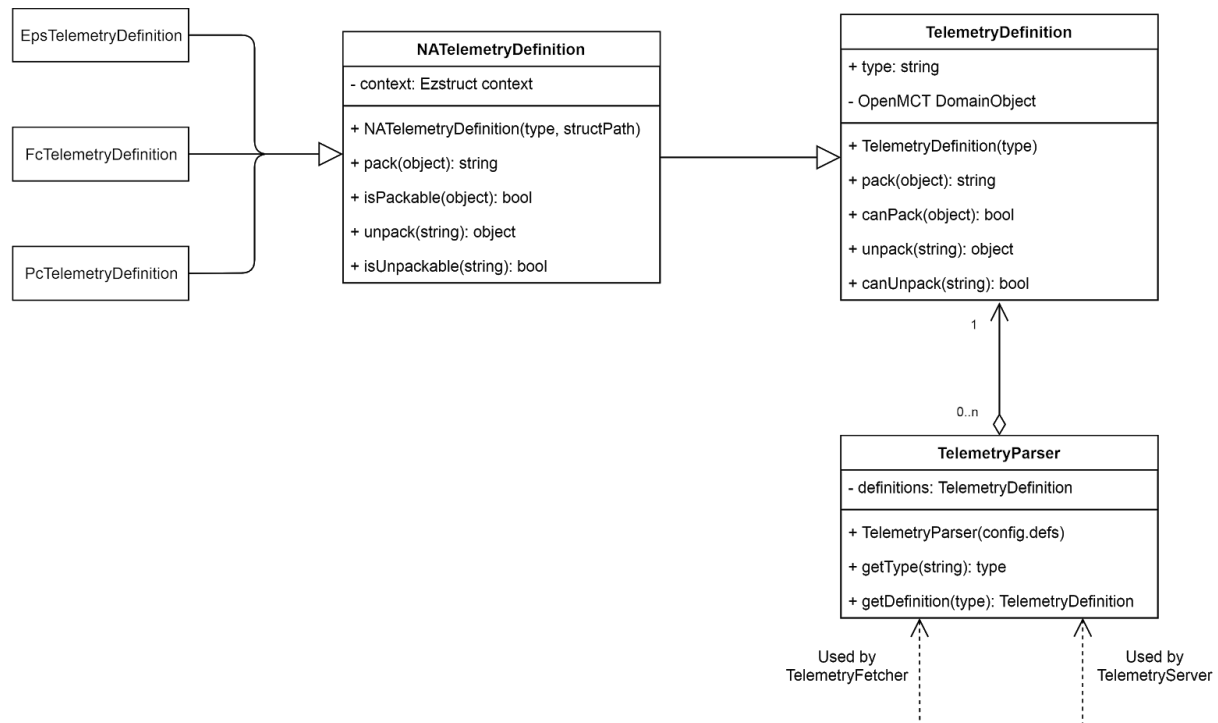 EpsTelemetryDefinition
FcTelemetryDefinition
PcTelemetryDefinition
NATelemetryDefinition
- context: Ezstruct context
+ NATelemetryDefinition(type, structPath)
+ pack(object): string
+ isPackable(object): bool
+ unpack(string): object
+ isUnpackable(string): bool
TelemetryDefinition
+ type: string
- OpenMCT DomainObject
+ TelemetryDefinition(type)
+ pack(object): string
+ canPack(object): bool
+ unpack(string): object
+ canUnpack(string): bool
1
0..n
TelemetryParser
- definitions: TelemetryDefinition
+ TelemetryParser(config.defs)
+ getType(string): type
+ getDefinition(type): TelemetryDefinition
Used by
TelemetryFetcher
Used by
TelemetryServer